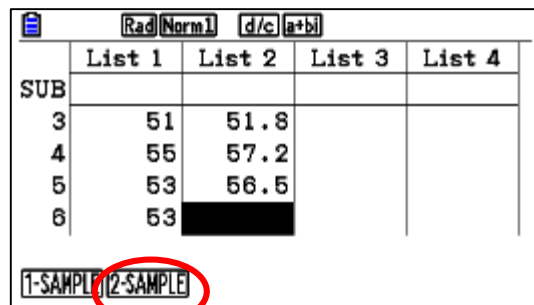 Rad Norm1 d/c a+bi
List 1 List 2 List 3 List 4
SUB
3 51 51.8
4 55 57.2
5 53 56.5
6 53
1-SAMPLE 2-SAMPLE